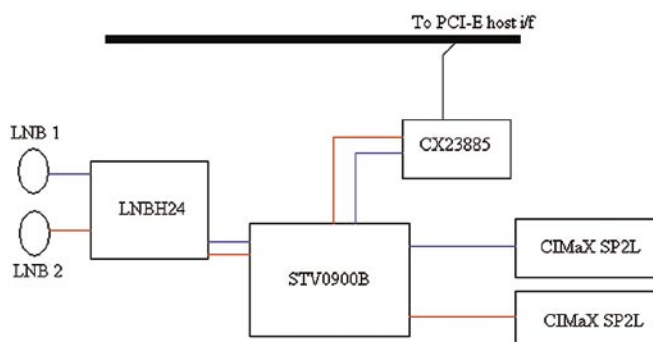 To PCI-E host i/f
LNB 1
CX23885
LNBH24
LNB 2
STV0900B
CIMaX SP2L
CIMaX SP2L